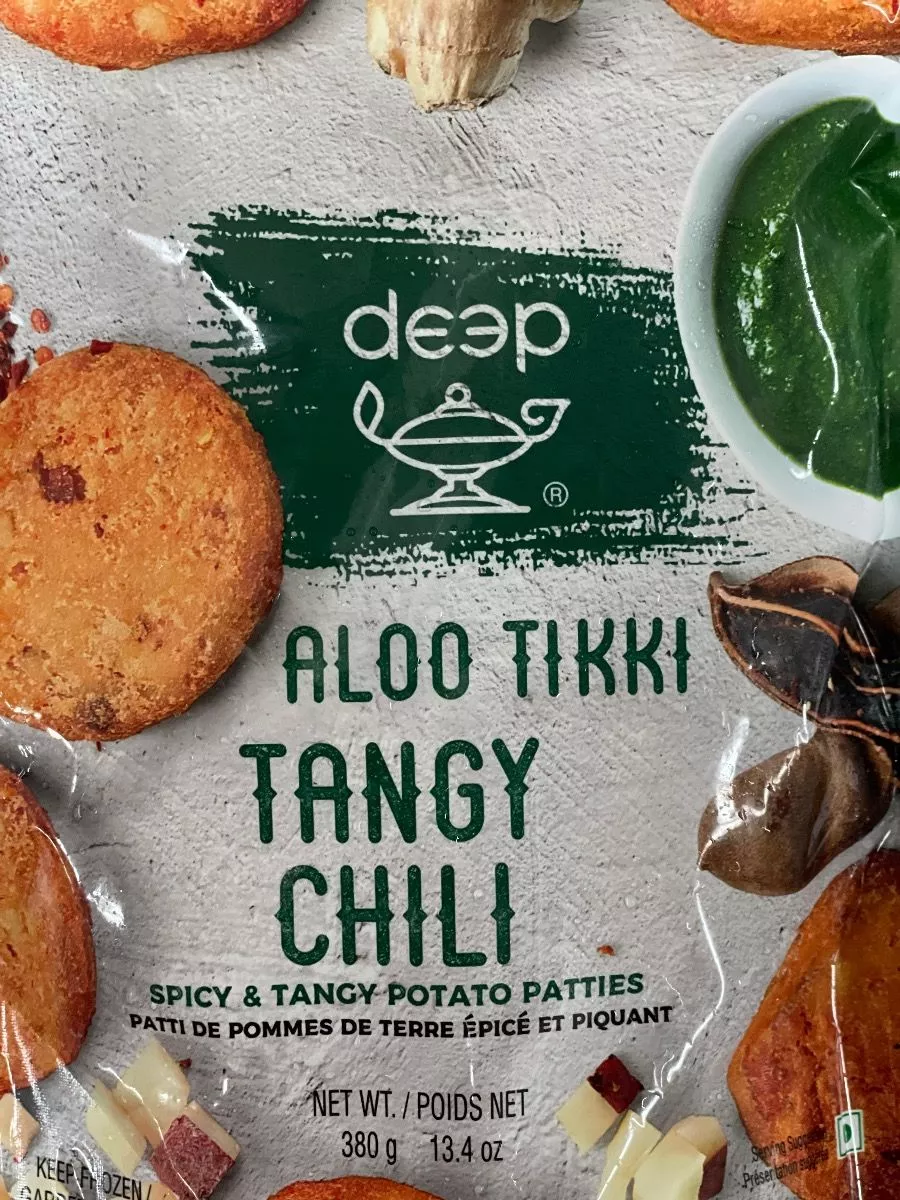 deep
®
ALOO TIKKI
TANGY
CHILI
SPICY & TANGY POTATO PATTIES
PATTI DE POMMES DE TERRE ÉPICÉ ET PIQUANT
NET WT. / POIDS NET
380 g 13.4 oz
Serving
KEEP FROZEN /